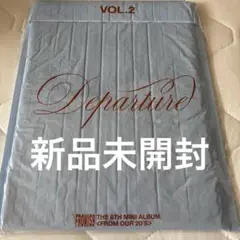 VOL.2
Departure
新品未開封
THE 6TH MINI ALBUM
<FROM OUR 20'S>